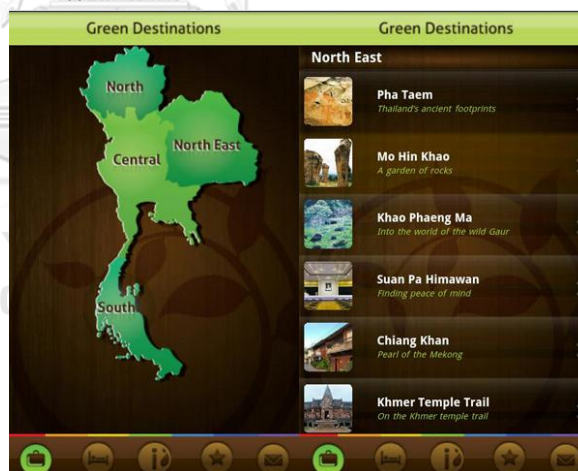 Green Destinations
North
Central
North East
South
Green Destinations
North East
Pha Taem
Thailand's ancient footprints
Mo Hin Khao
A garden of rocks
Khao Phaeng Ma
Into the world of the wild Gaur
Suan Pa Himawan
Finding peace of mind
Chiang Khan
Pearl of the Mekong
Khmer Temple Trail
On the Khmer temple trail